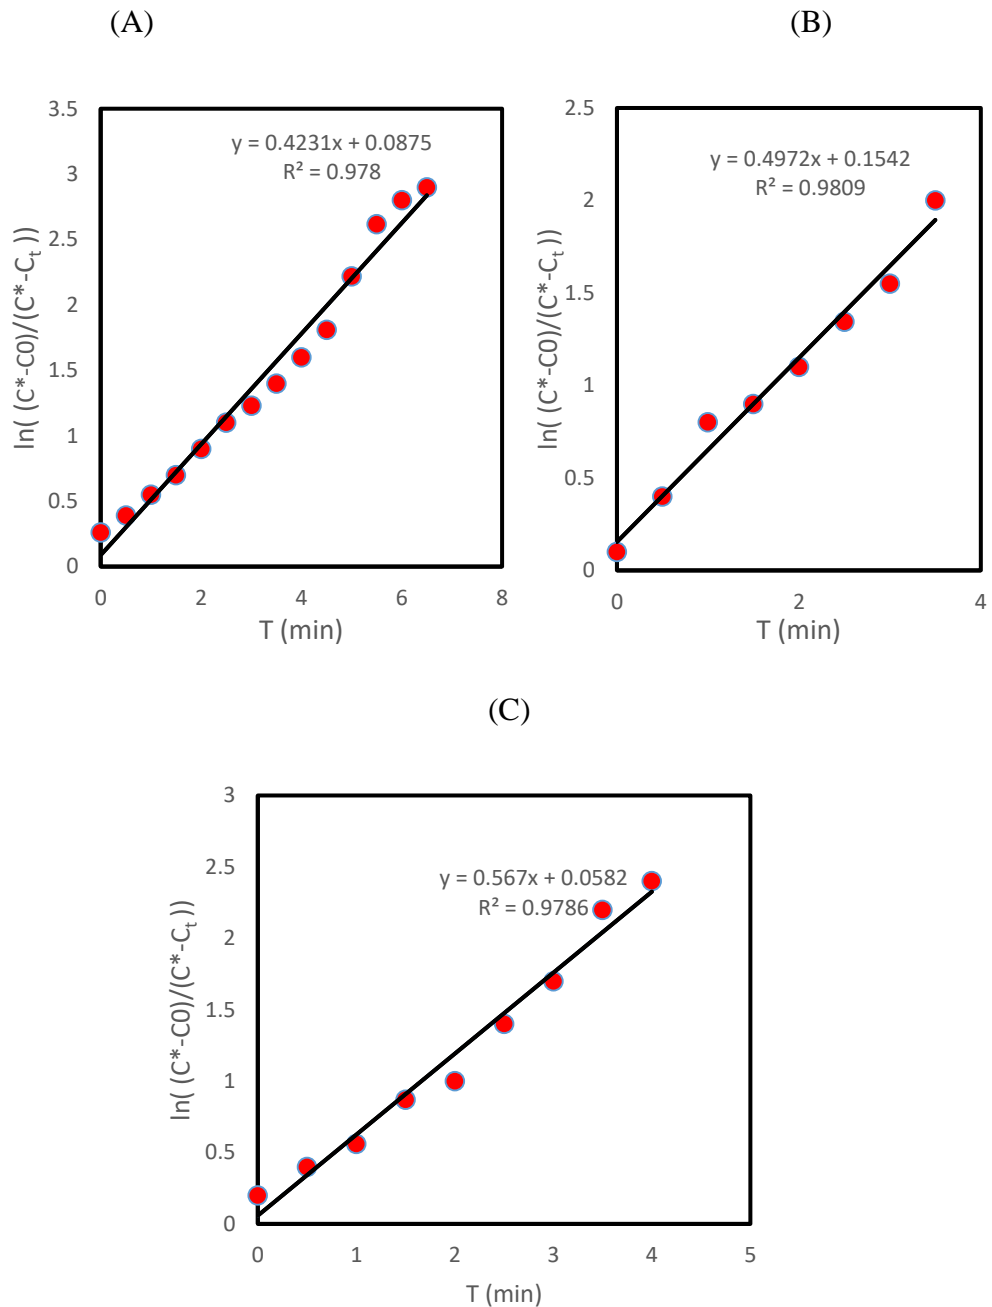 (A)
(B)
y = 0.4231x + 0.0875
R² = 0.978
ln( (C*-C0)/(C*-Cₜ ))
3.5
3
2.5
2
1.5
1
0.5
0
0 2 4 6 8
T (min)
y = 0.4972x + 0.1542
R² = 0.9809
ln( (C*-C0)/(C*-Cₜ ))
2.5
2
1.5
1
0.5
0
0 2 4
T (min)
(C)
y = 0.567x + 0.0582
R² = 0.9786
ln( (C*-C0)/(C*-Cₜ ))
3
2.5
2
1.5
1
0.5
0
0 1 2 3 4 5
T (min)